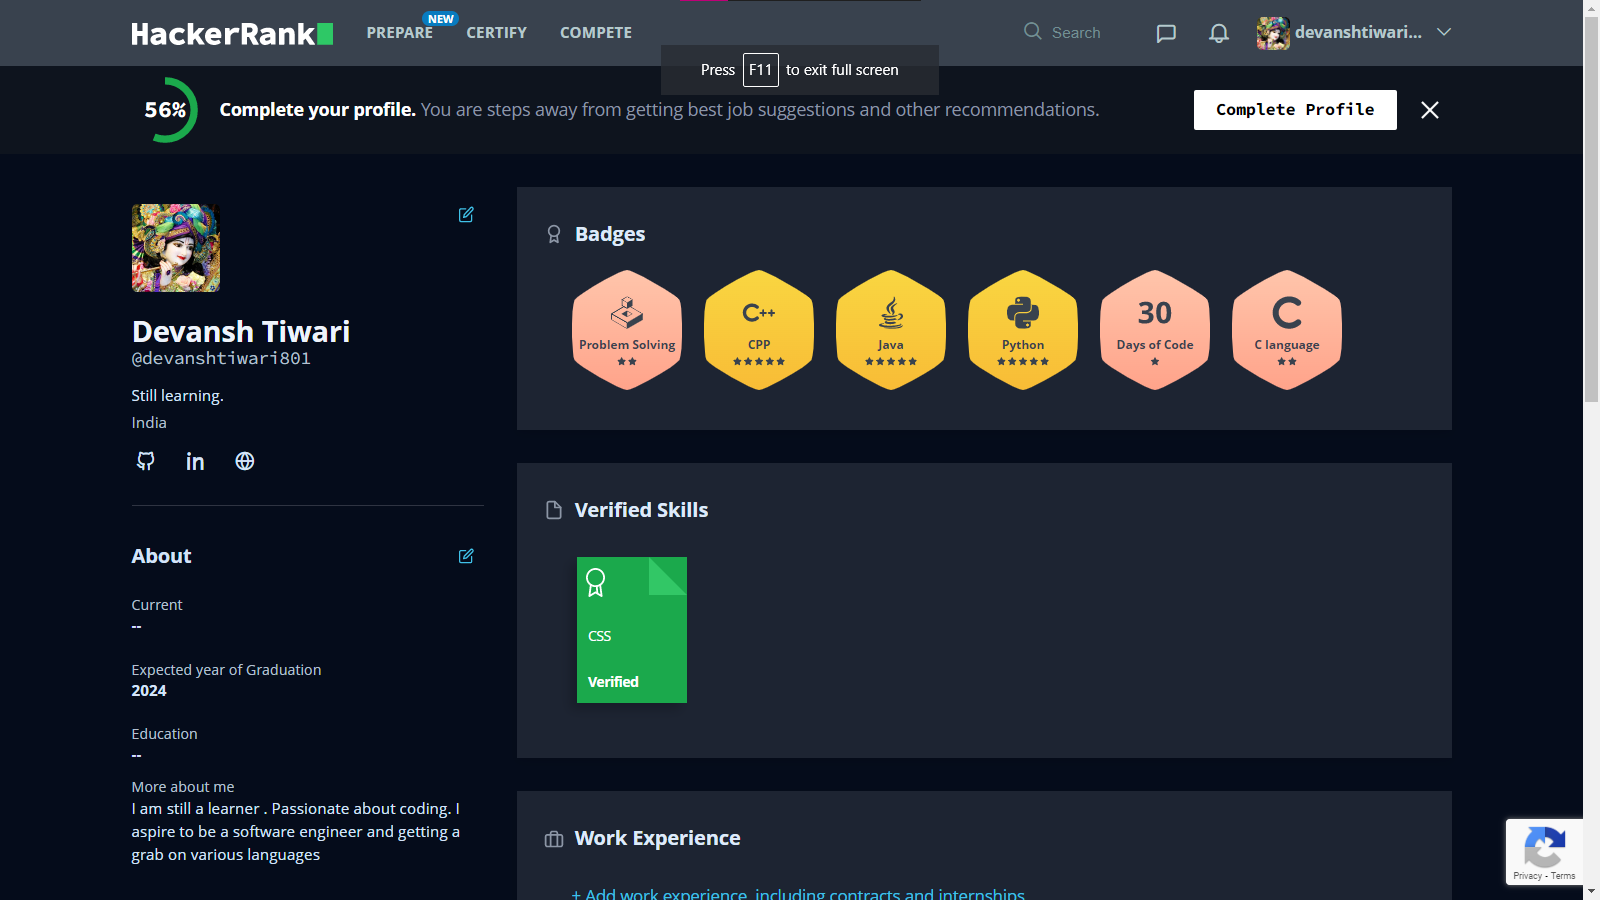 HackerRank
PREPARE
NEW
CERTIFY
COMPETE
Search
devanshtiwari...
Press F11 to exit full screen
56%
Complete your profile. You are steps away from getting best job suggestions and other recommendations.
Complete Profile
Devansh Tiwari
@devanshtiwari801
Still learning.
India
in
About
Current
--
Expected year of Graduation
2024
Education
--
More about me
I am still a learner . Passionate about coding. I
aspire to be a software engineer and getting a
grab on various languages
Badges
Problem Solving
C++
CPP
Java
Python
30
Days of Code
C
C language
Verified Skills
CSS
Verified
Work Experience
+ Add work experience, including contracts and internships
Privacy - Terms